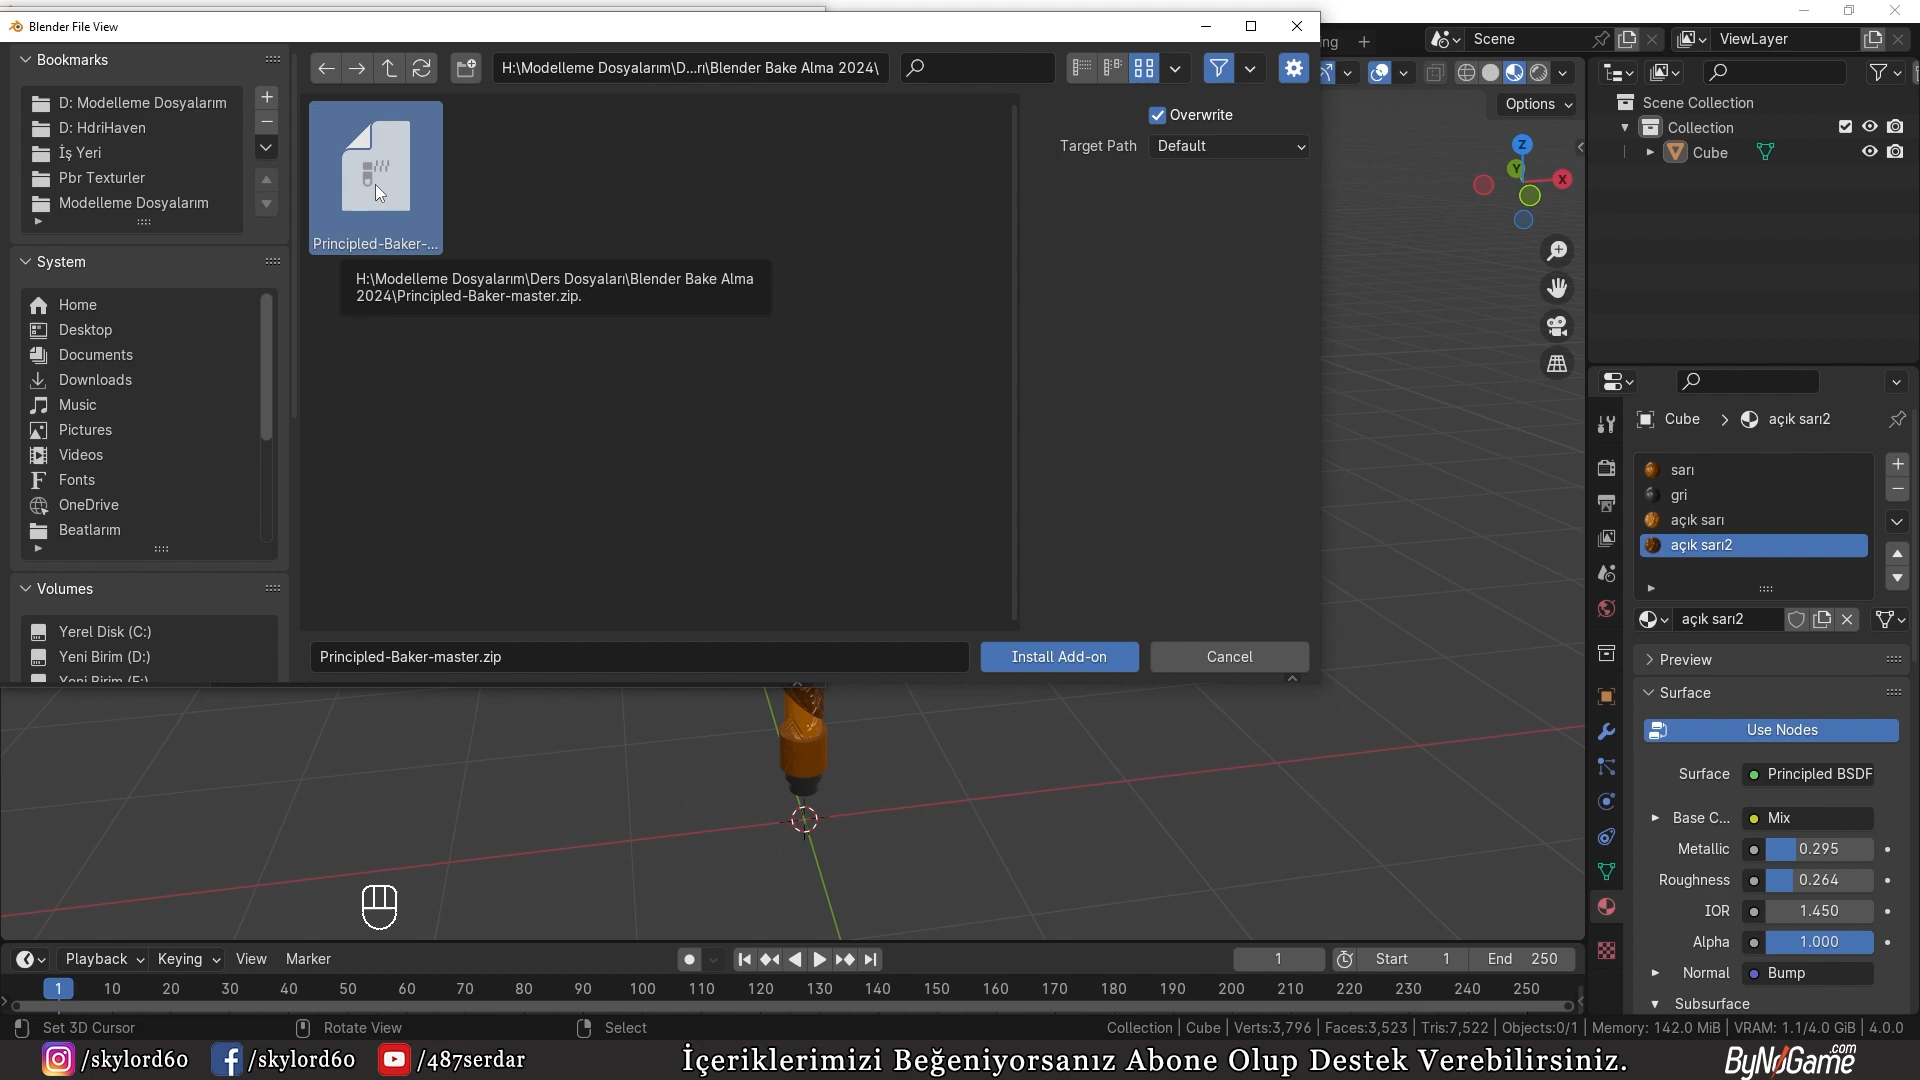 Blender File View
ng
Scene
ViewLayer
Bookmarks
H:\Modelleme Dosyalarım\D...rı\Blender Bake Alma 2024\
D: Modelleme Dosyalarım
D: HdriHaven
İş Yeri
Pbr Texturler
Modelleme Dosyalarım
Principled-Baker-...
H:\Modelleme Dosyalarım\Ders Dosyaları\Blender Bake Alma
2024\Principled-Baker-master.zip.
Overwrite
Target Path
Default
Options
Z
Y
X
Scene Collection
Collection
Cube
System
Home
Desktop
Documents
Downloads
Music
Pictures
Videos
Fonts
OneDrive
Beatlarım
Volumes
Yerel Disk (C:)
Yeni Birim (D:)
Yeni Birim (E:)
Principled-Baker-master.zip
Install Add-on
Cancel
Cube
açık sarı2
sarı
gri
açık sarı
açık sarı2
açık sarı2
Preview
Surface
Use Nodes
Surface
Principled BSDF
Base C...
Mix
Metallic
0.295
Roughness
0.264
IOR
1.450
Alpha
1.000
Normal
Bump
Subsurface
Playback
Keying
View
Marker
1
Start
1
End
250
1 10 20 30 40 50 60 70 80 90 100 110 120 130 140 150 160 170 180 190 200 210 220 230 240 250
Set 3D Cursor
Rotate View
Select
Collection | Cube | Verts:3,796 | Faces:3,523 | Tris:7,522 | Objects:0/1 | Memory: 142.0 MiB | VRAM: 1.1/4.0 GiB | 4.0.0
/skylord60
/skylord60
/487serdar
İçeriklerimizi Beğeniyorsanız Abone Olup Destek Verebilirsiniz.
ByNoGame.com